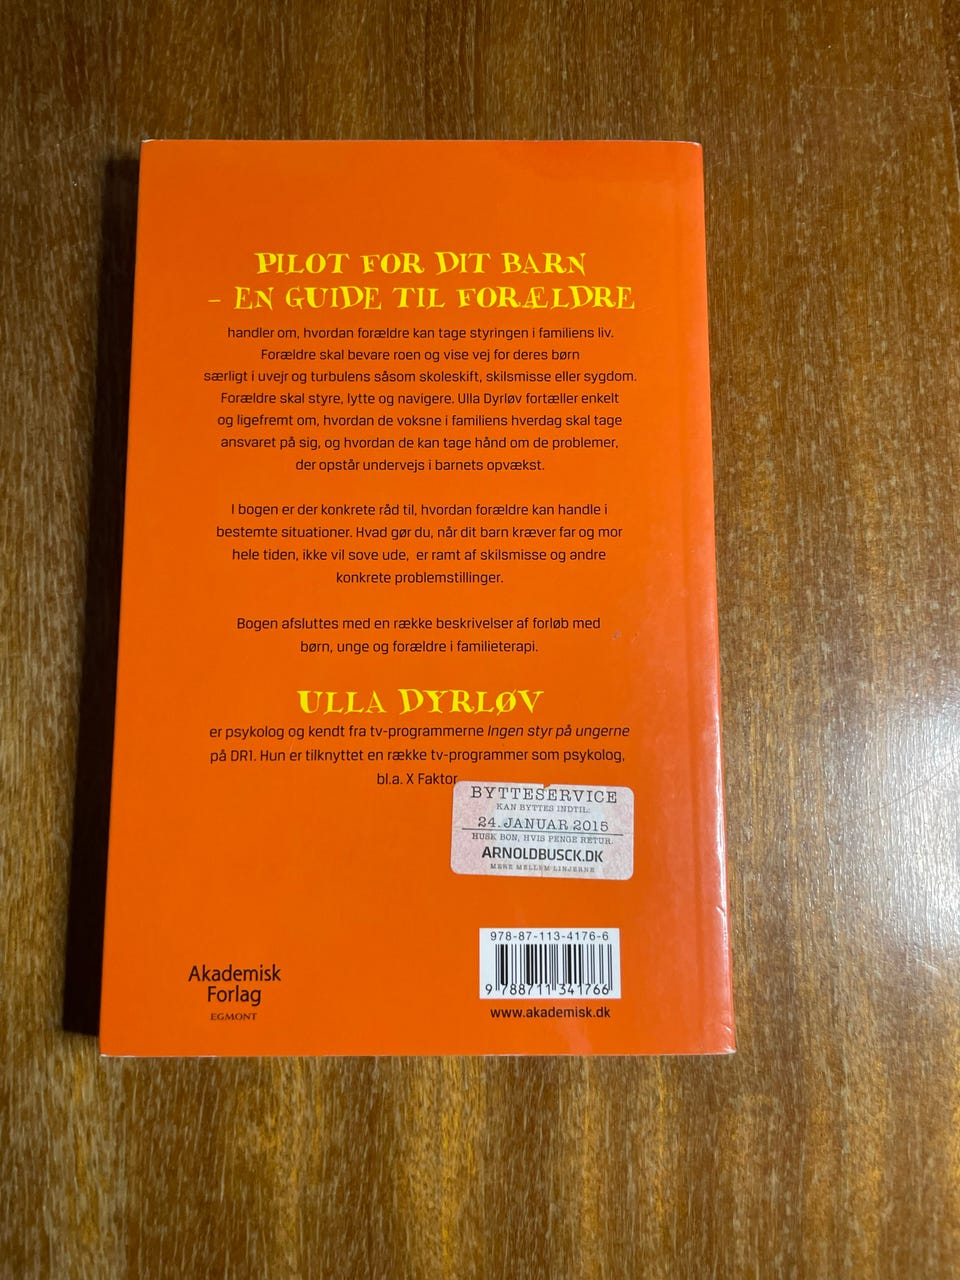 PILOT FOR DIT BARN
– EN GUIDE TIL FORÆLDRE
handler om, hvordan forældre kan tage styringen i familiens liv.
Forældre skal bevare roen og vise vej for deres børn
særligt i uvejr og turbulens såsom skoleskift, skilsmisse eller sygdom.
Forældre skal styre, lytte og navigere. Ulla Dyrløv fortæller enkelt
og ligefremt om, hvordan de voksne i familiens hverdag skal tage
ansvaret på sig, og hvordan de kan tage hånd om de problemer,
der opstår undervejs i barnets opvækst.
I bogen er der konkrete råd til, hvordan forældre kan handle i
bestemte situationer. Hvad gør du, når dit barn kræver far og mor
hele tiden, ikke vil sove ude, er ramt af skilsmisse og andre
konkrete problemstillinger.
Bogen afsluttes med en række beskrivelser af forløb med
børn, unge og forældre i familieterapi.
ULLA DYRLØV
er psykolog og kendt fra tv-programmerne Ingen styr på ungerne
på DR1. Hun er tilknyttet en række tv-programmer som psykolog,
bl.a. X Faktor
BYTTESERVICE
KAN BYTTES INDTIL:
24. JANUAR 2015
HUSK BON, HVIS PENGE RETUR.
ARNOLDBUSCK.DK
MERE MELLEM LINJERNE
978-87-113-4176-6
9 788711 341766
www.akademisk.dk
Akademisk
Forlag
EGMONT